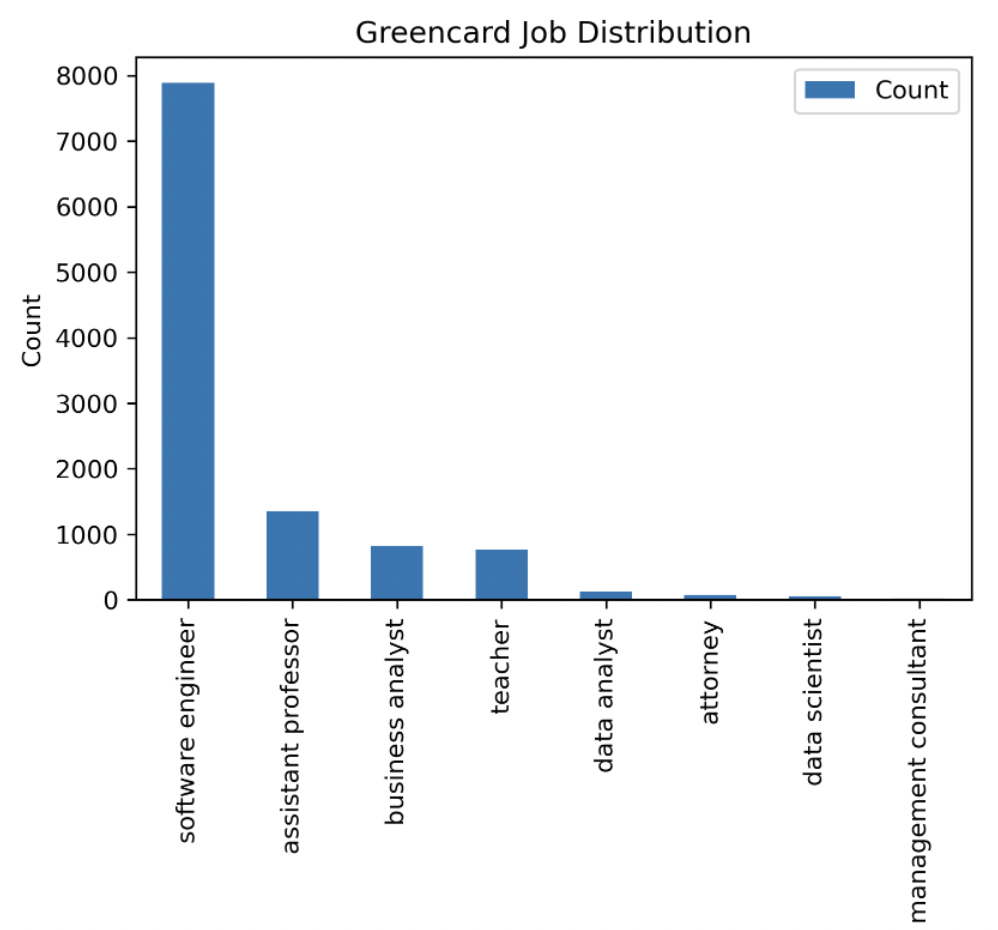 Greencard Job Distribution
Count
8000
7000
6000
5000
4000
3000
2000
1000
0
Count
software engineer
assistant professor
business analyst
teacher
data analyst
attorney
data scientist
management consultant